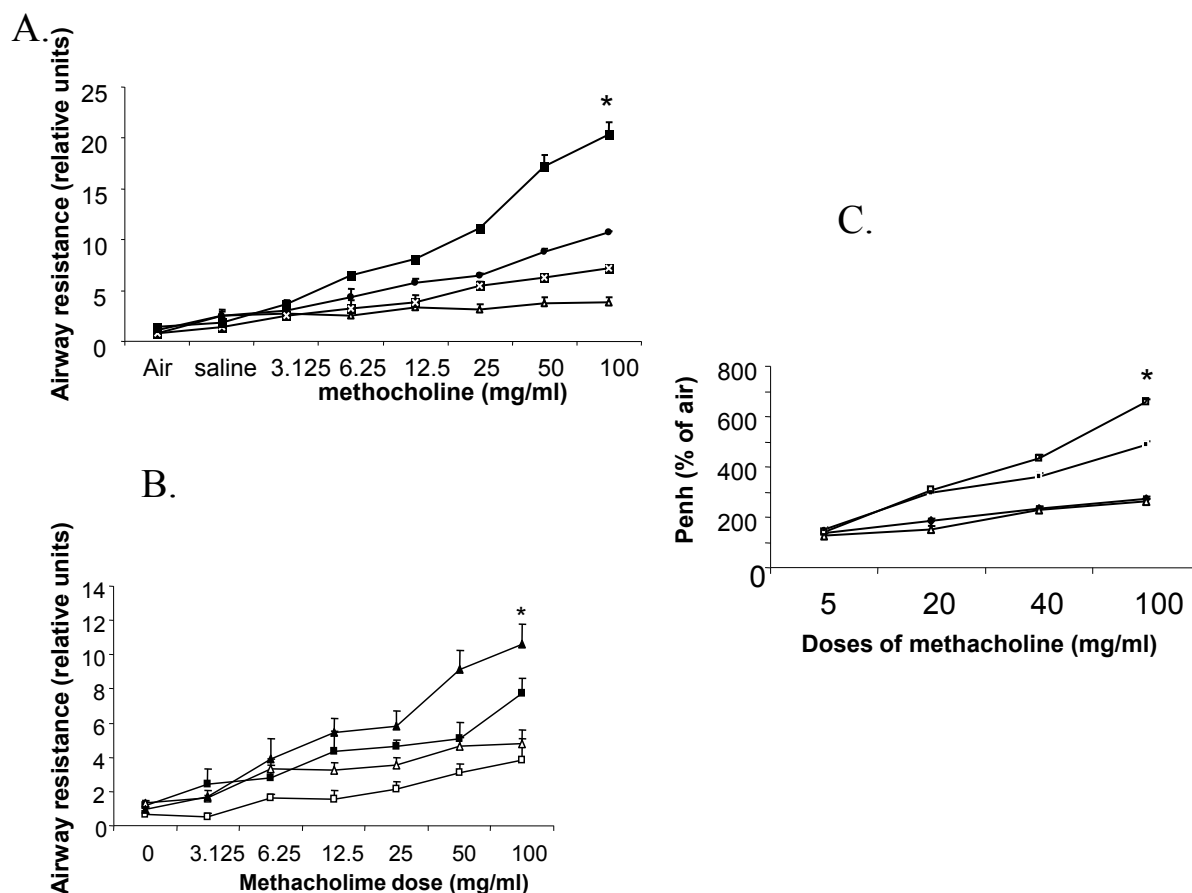 A.
Airway resistance (relative units)
25
20
15
10
5
0
*
Air saline 3.125 6.25 12.5 25 50 100
methocholine (mg/ml)
B.
Airway resistance (relative units)
14
12
10
8
6
4
2
0
*
0 3.125 6.25 12.5 25 50 100
Methacholime dose (mg/ml)
C.
Penh (% of air)
800
600
400
200
0
*
5 20 40 100
Doses of methacholine (mg/ml)